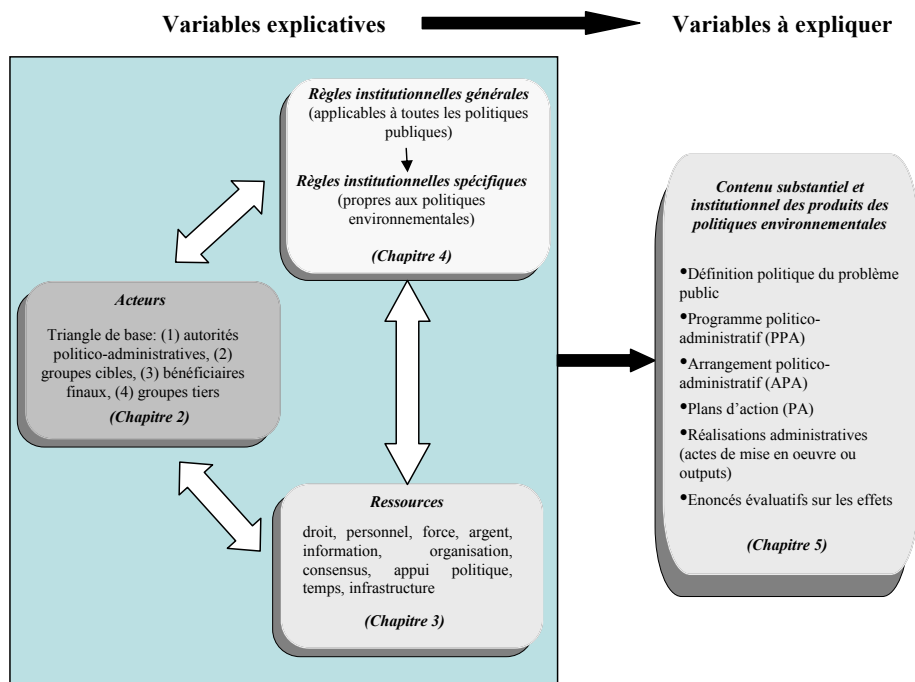 Variables explicatives
Variables à expliquer
Règles institutionnelles générales
(applicables à toutes les politiques
publiques)
Règles institutionnelles spécifiques
(propres aux politiques
environnementales)
(Chapitre 4)
Acteurs
Triangle de base: (1) autorités
politico-administratives, (2)
groupes cibles, (3) bénéficiaires
finaux, (4) groupes tiers
(Chapitre 2)
Ressources
droit, personnel, force, argent,
information, organisation,
consensus, appui politique,
temps, infrastructure
(Chapitre 3)
Contenu substantiel et
institutionnel des produits des
politiques environnementales
•Définition politique du problème
public
•Programme politico-
administratif (PPA)
•Arrangement politico-
administratif (APA)
•Plans d’action (PA)
•Réalisations administratives
(actes de mise en oeuvre ou
outputs)
•Enoncés évaluatifs sur les effets
(Chapitre 5)